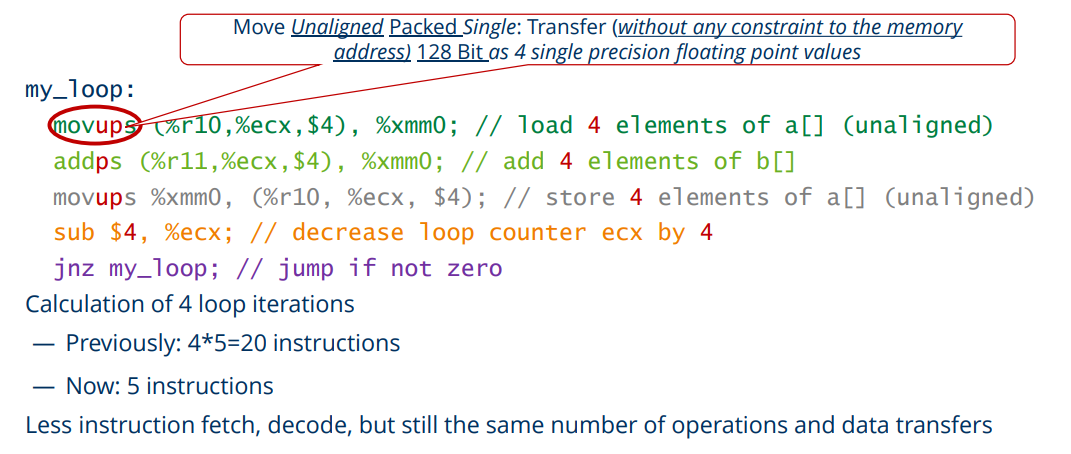 Move Unaligned Packed Single: Transfer (without any constraint to the memory
address) 128 Bit as 4 single precision floating point values
my_loop:
movups (%r10,%ecx,$4), %xmm0; // load 4 elements of a[] (unaligned)
addps (%r11,%ecx,$4), %xmm0; // add 4 elements of b[]
movups %xmm0, (%r10, %ecx, $4); // store 4 elements of a[] (unaligned)
sub $4, %ecx; // decrease loop counter ecx by 4
jnz my_loop; // jump if not zero
Calculation of 4 loop iterations
— Previously: 4*5=20 instructions
— Now: 5 instructions
Less instruction fetch, decode, but still the same number of operations and data transfers